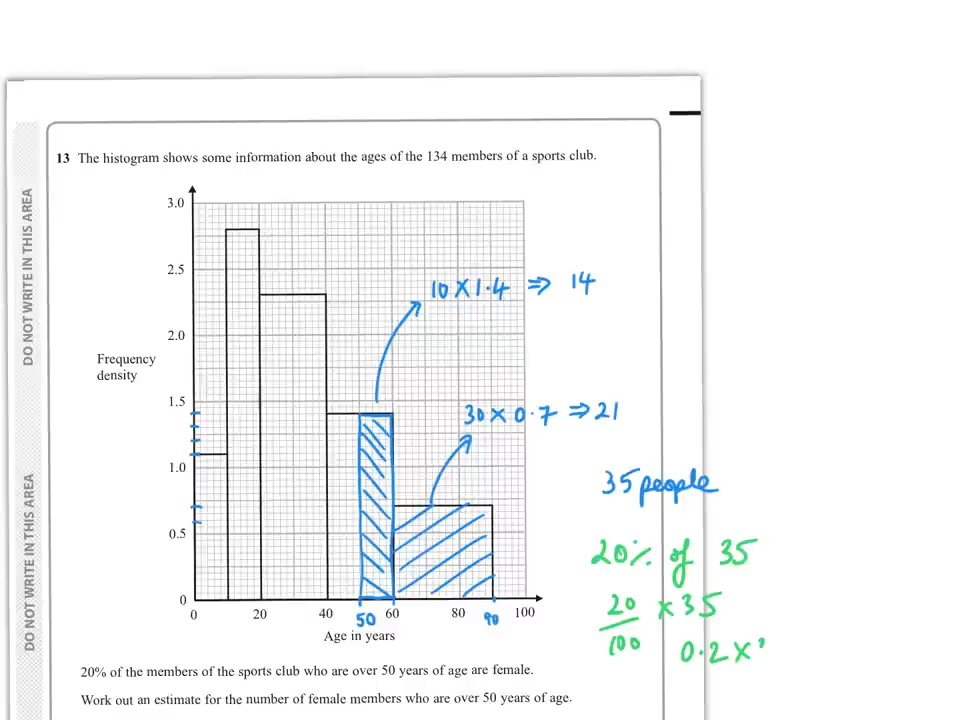 DO NOT WRITE IN THIS AREA
DO NOT WRITE IN THIS AREA
13 The histogram shows some information about the ages of the 134 members of a sports club.
3.0
2.5
2.0
1.5
1.0
0.5
0
Frequency
density
10 × 1.4 ⇒ 14
30 × 0.7 ⇒ 21
0 20 40 50 60 80 90 100
Age in years
35 people
20% of 35
20/100 × 35
0.2 ×
20% of the members of the sports club who are over 50 years of age are female.
Work out an estimate for the number of female members who are over 50 years of age.